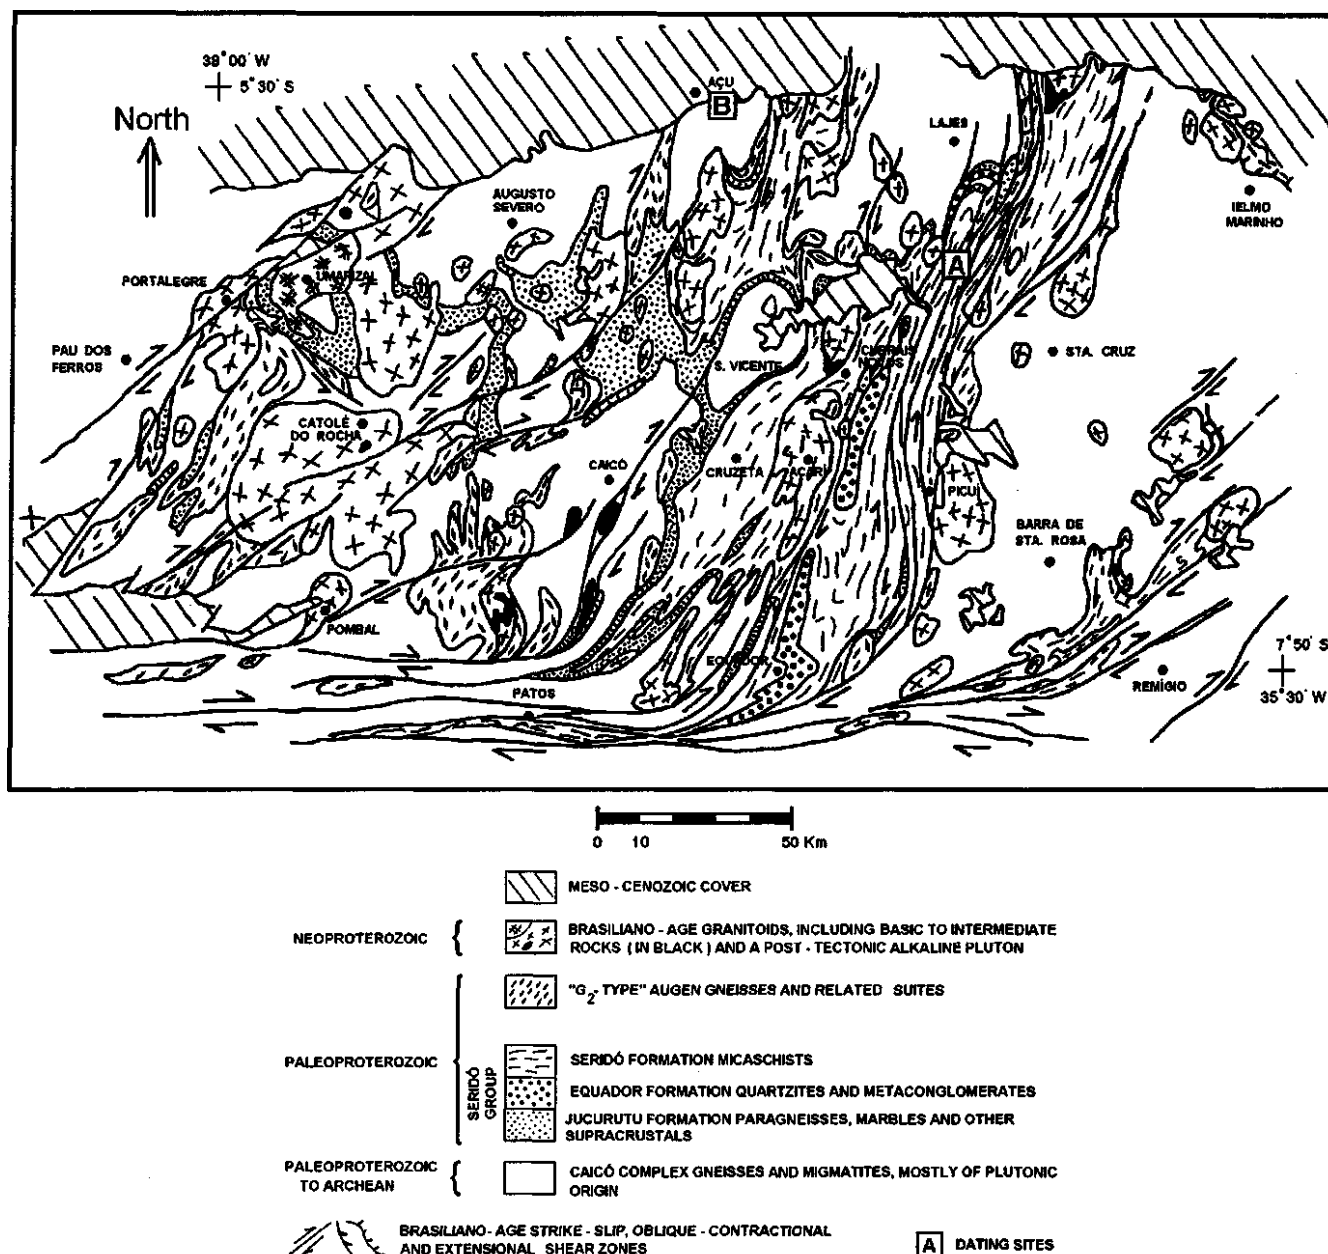 39° 00' W
5° 30' S
North
AÇU
B
LAJES
AUGUSTO
SEVERO
IELMO
MARINHO
A
PORTALEGRE
UMARIZAL
PAU DOS
FERROS
S. VICENTE
CURRAIS
NOVOS
STA. CRUZ
CATOLÉ
DO ROCHA
CAICÓ
CRUZETA
ACARI
PICUI
BARRA DE
STA. ROSA
POMBAL
EQUADOR
PATOS
REMÍGIO
7° 50' S
35° 30' W
0 10 50 Km
MESO - CENOZOIC COVER
NEOPROTEROZOIC
BRASILIANO - AGE GRANITOIDS, INCLUDING BASIC TO INTERMEDIATE
ROCKS ( IN BLACK ) AND A POST - TECTONIC ALKALINE PLUTON
"G2- TYPE" AUGEN GNEISSES AND RELATED SUITES
PALEOPROTEROZOIC
SERIDÓ
GROUP
SERIDÓ FORMATION MICASCHISTS
EQUADOR FORMATION QUARTZITES AND METACONGLOMERATES
JUCURUTU FORMATION PARAGNEISSES, MARBLES AND OTHER
SUPRACRUSTALS
PALEOPROTEROZOIC
TO ARCHEAN
CAICÓ COMPLEX GNEISSES AND MIGMATITES, MOSTLY OF PLUTONIC
ORIGIN
BRASILIANO- AGE STRIKE - SLIP, OBLIQUE - CONTRACTIONAL
AND EXTENSIONAL SHEAR ZONES
A DATING SITES